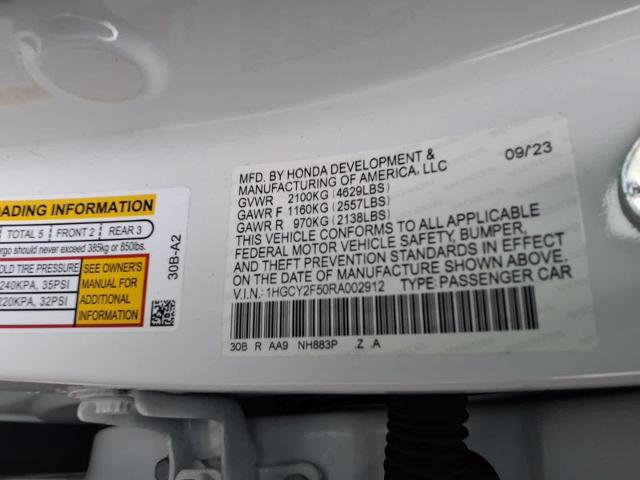 ADING INFORMATION
TOTAL 5 FRONT 2 REAR 3
rgo should never exceed 385kg or 850lbs.
OLD TIRE PRESSURE
240KPA, 35PSI
220KPA, 32PSI
SEE OWNER'S
MANUAL FOR
ADDITIONAL
INFORMATION
30B-A2
MFD. BY HONDA DEVELOPMENT & 09/23
MANUFACTURING OF AMERICA, LLC
GVWR 2100KG (4629LBS)
GAWR F 1160KG (2557LBS)
GAWR R 970KG (2138LBS)
THIS VEHICLE CONFORMS TO ALL APPLICABLE
FEDERAL MOTOR VEHICLE SAFETY, BUMPER,
AND THEFT PREVENTION STANDARDS IN EFFECT
ON THE DATE OF MANUFACTURE SHOWN ABOVE.
V.I.N.: 1HGCY2F50RA002912 TYPE: PASSENGER CAR
30B R AA9 NH883P .Z .A